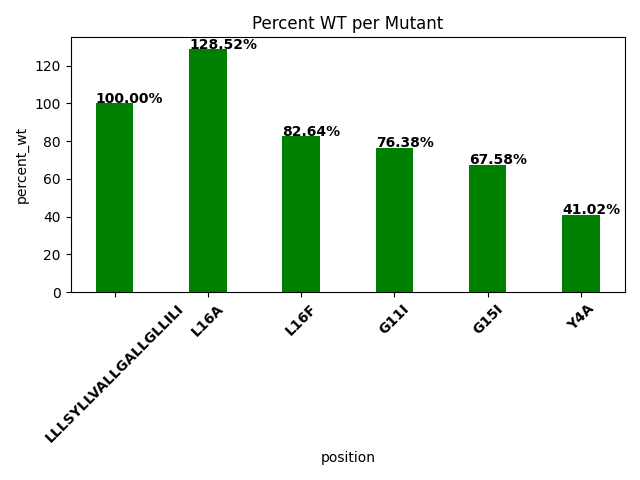 Percent WT per Mutant
percent_wt
120
100
80
60
40
20
0
100.00%
128.52%
82.64%
76.38%
67.58%
41.02%
LLLSYLLVALLGALLGLLILI
L16A
L16F
G11I
G15I
Y4A
position